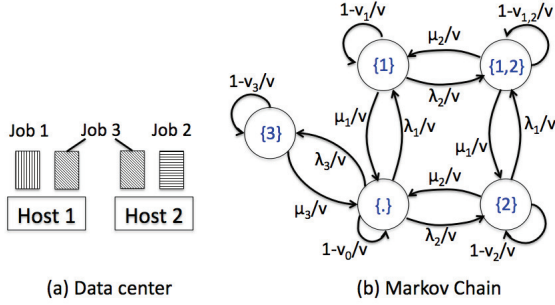 Job 1
Job 3
Job 2
Host 1
Host 2
(a) Data center
1-v₁/v
{1}
μ₂/v
λ₂/v
1-v₁,₂/v
{1,2}
1-v₃/v
{3}
λ₃/v
μ₃/v
μ₁/v
λ₁/v
μ₁/v
λ₁/v
{.}
1-v₀/v
μ₂/v
λ₂/v
{2}
1-v₂/v
(b) Markov Chain